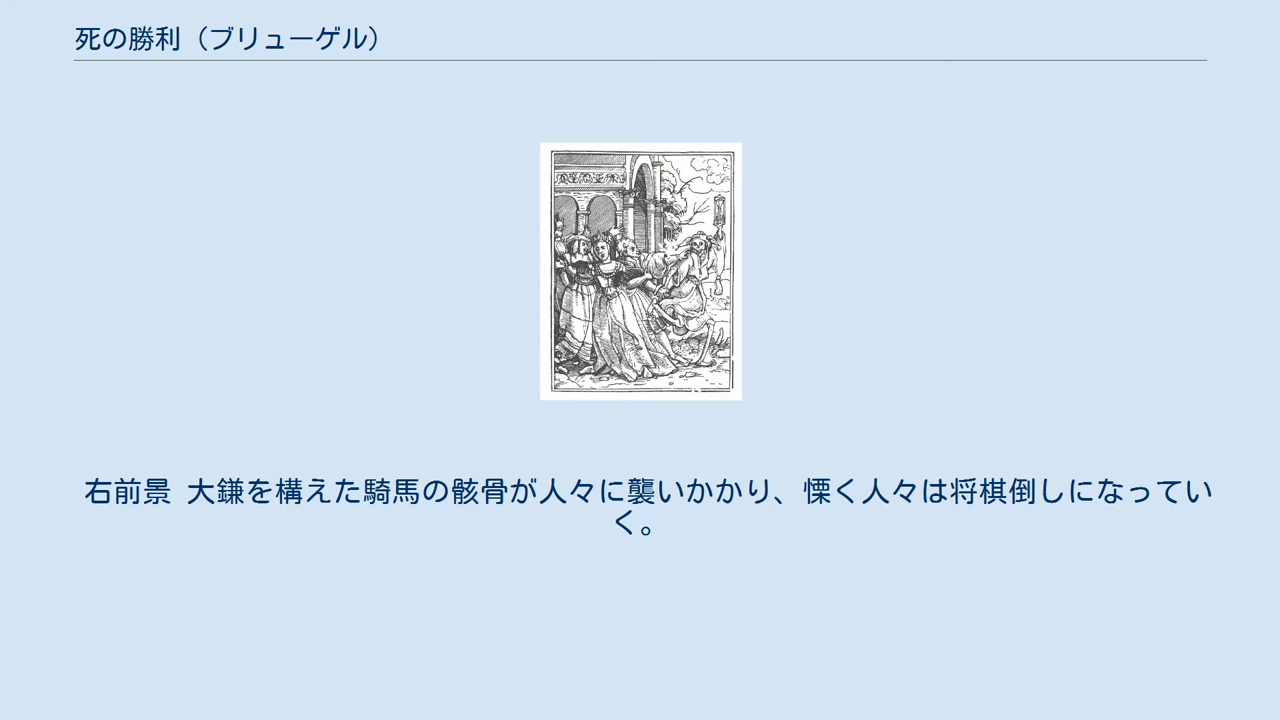 死の勝利（ブリューゲル）
右前景 大鎌を構えた騎馬の骸骨が人々に襲いかかり、慄く人々は将棋倒しになってい
く。